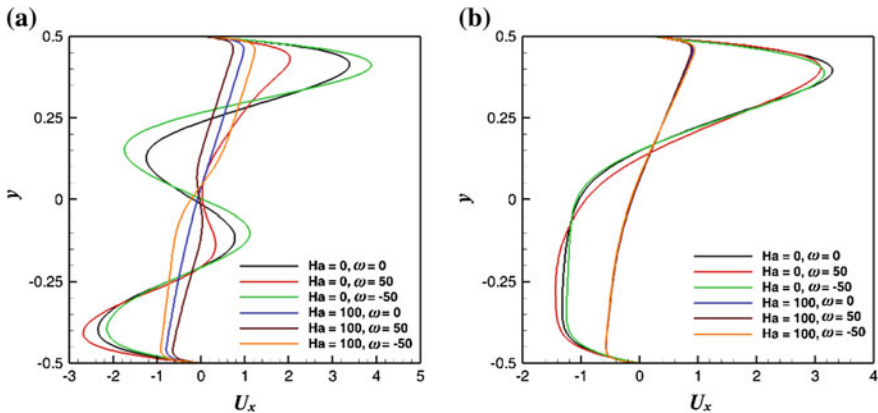 (a)
0.5
0.25
0
-0.25
-0.5
y
-3 -2 -1 0 1 2 3 4 5
Uₓ
Ha = 0, ω = 0
Ha = 0, ω = 50
Ha = 0, ω = -50
Ha = 100, ω = 0
Ha = 100, ω = 50
Ha = 100, ω = -50
(b)
0.5
0.25
0
-0.25
-0.5
y
-2 -1 0 1 2 3 4
Uₓ
Ha = 0, ω = 0
Ha = 0, ω = 50
Ha = 0, ω = -50
Ha = 100, ω = 0
Ha = 100, ω = 50
Ha = 100, ω = -50